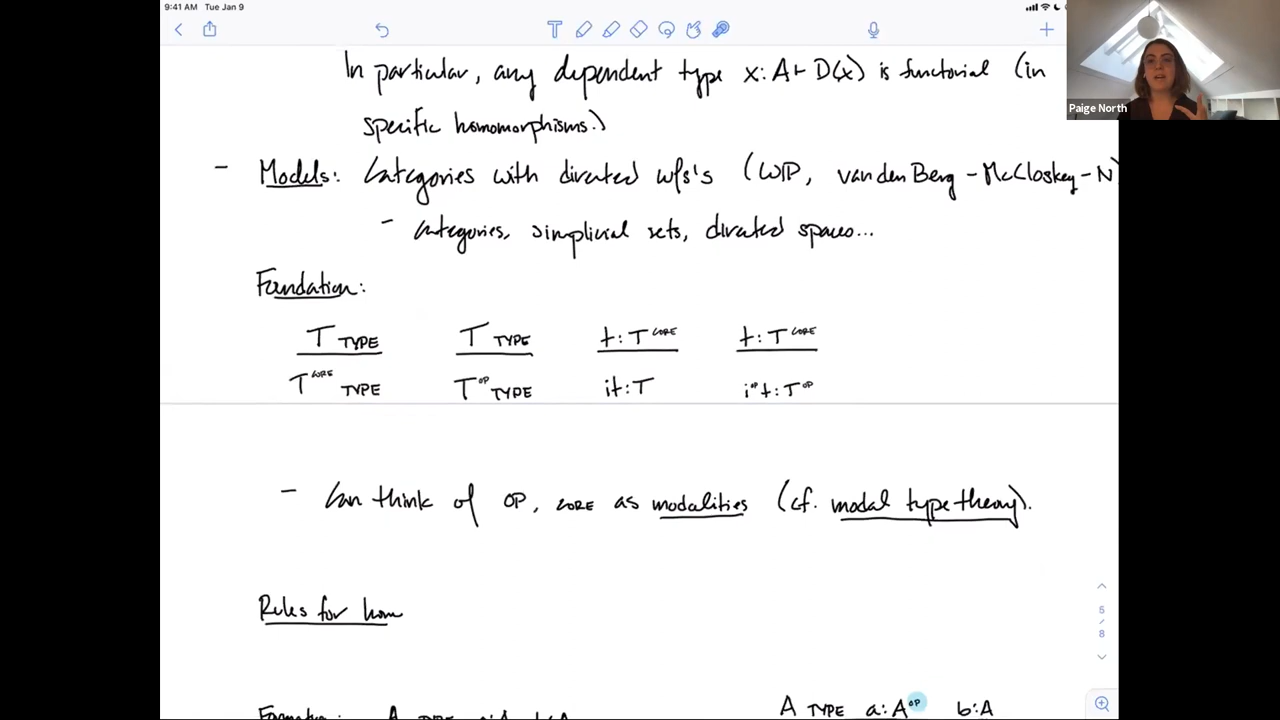 9:41 AM Tue Jan 9
Paige North
In particular, any dependent type x:A ⊢ D(x) is functorial (in
specific homomorphisms.)
- Models: Categories with directed wfs's (WIP, van den Berg - McCloskey - N
- categories, simplicial sets, directed spaces...
Foundation:
T TYPE T TYPE t:T^CORE t:T^CORE
T^CORE TYPE T^OP TYPE it:T i^OP t:T^OP
- Can think of OP, CORE as modalities (cf. modal type theory).
5
/
8
Rules for hom
A TYPE a:A^OP b:A